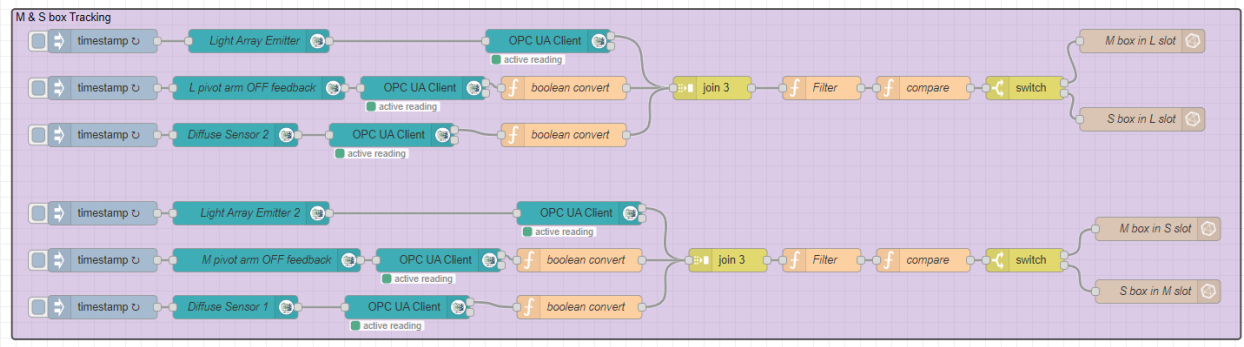 M & S box Tracking
timestamp ↻
Light Array Emitter
OPC UA Client
active reading
M box in L slot
timestamp ↻
L pivot arm OFF feedback
OPC UA Client
active reading
boolean convert
join 3
Filter
compare
switch
S box in L slot
timestamp ↻
Diffuse Sensor 2
OPC UA Client
active reading
boolean convert
timestamp ↻
Light Array Emitter 2
OPC UA Client
active reading
M box in S slot
timestamp ↻
M pivot arm OFF feedback
OPC UA Client
active reading
boolean convert
join 3
Filter
compare
switch
S box in M slot
timestamp ↻
Diffuse Sensor 1
OPC UA Client
active reading
boolean convert